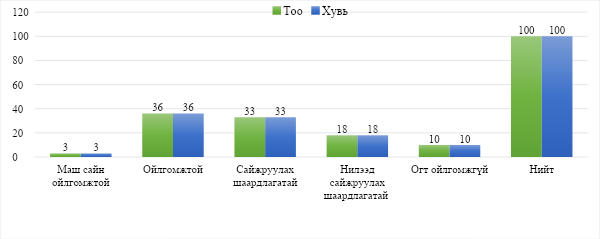 Тоо Хувь
120
100
80
60
40
20
0
3 3 36 36 33 33 18 18 10 10 100 100
Маш сайн
ойлгомжтой
Ойлгомжтой
Сайжруулах
шаардлагатай
Нилээд
сайжруулах
шаардлагатай
Огт ойлгомжгүй
Нийт